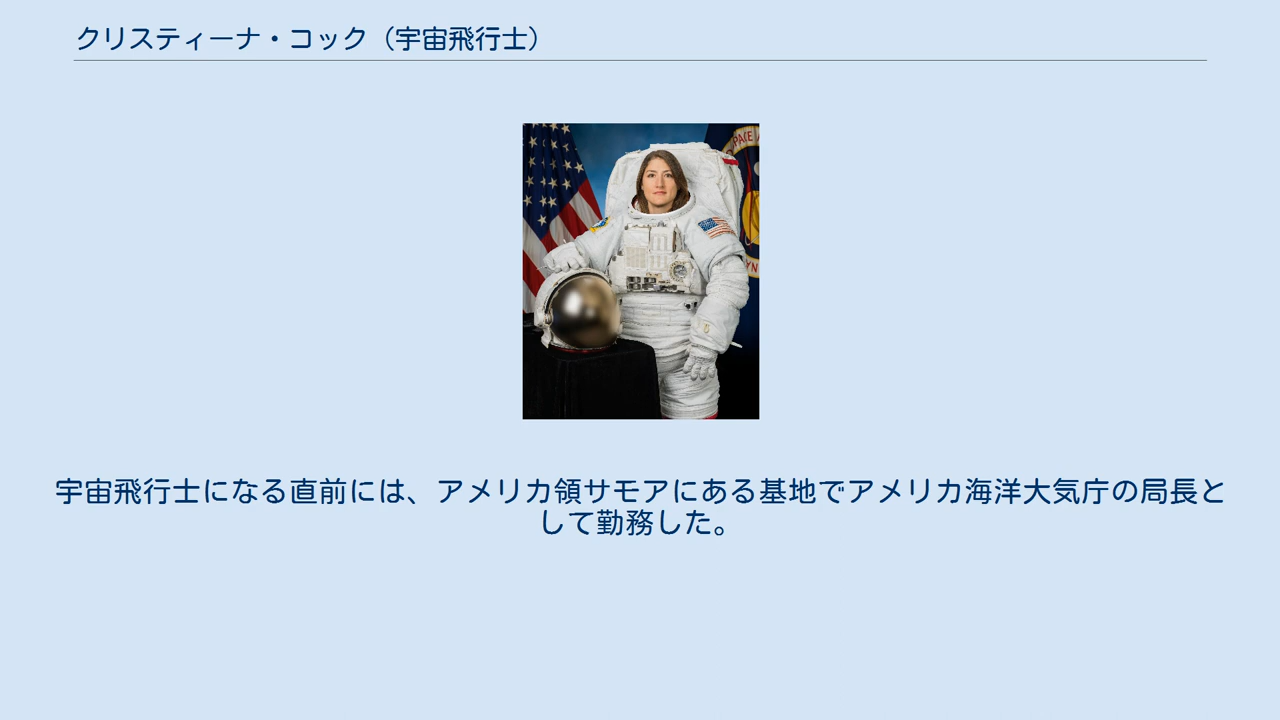 クリスティーナ・コック（宇宙飛行士）
SPACE
宇宙飛行士になる直前には、アメリカ領サモアにある基地でアメリカ海洋大気庁の局長と
して勤務した。